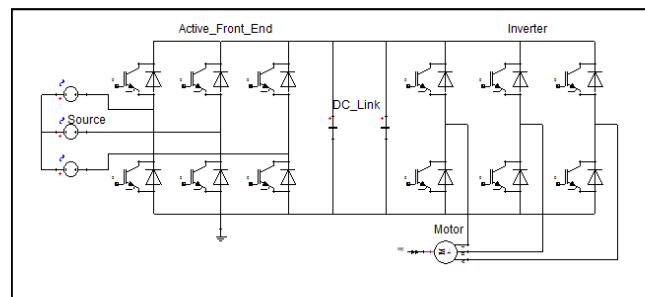 Active_Front_End
Inverter
DC_Link
Source
Motor